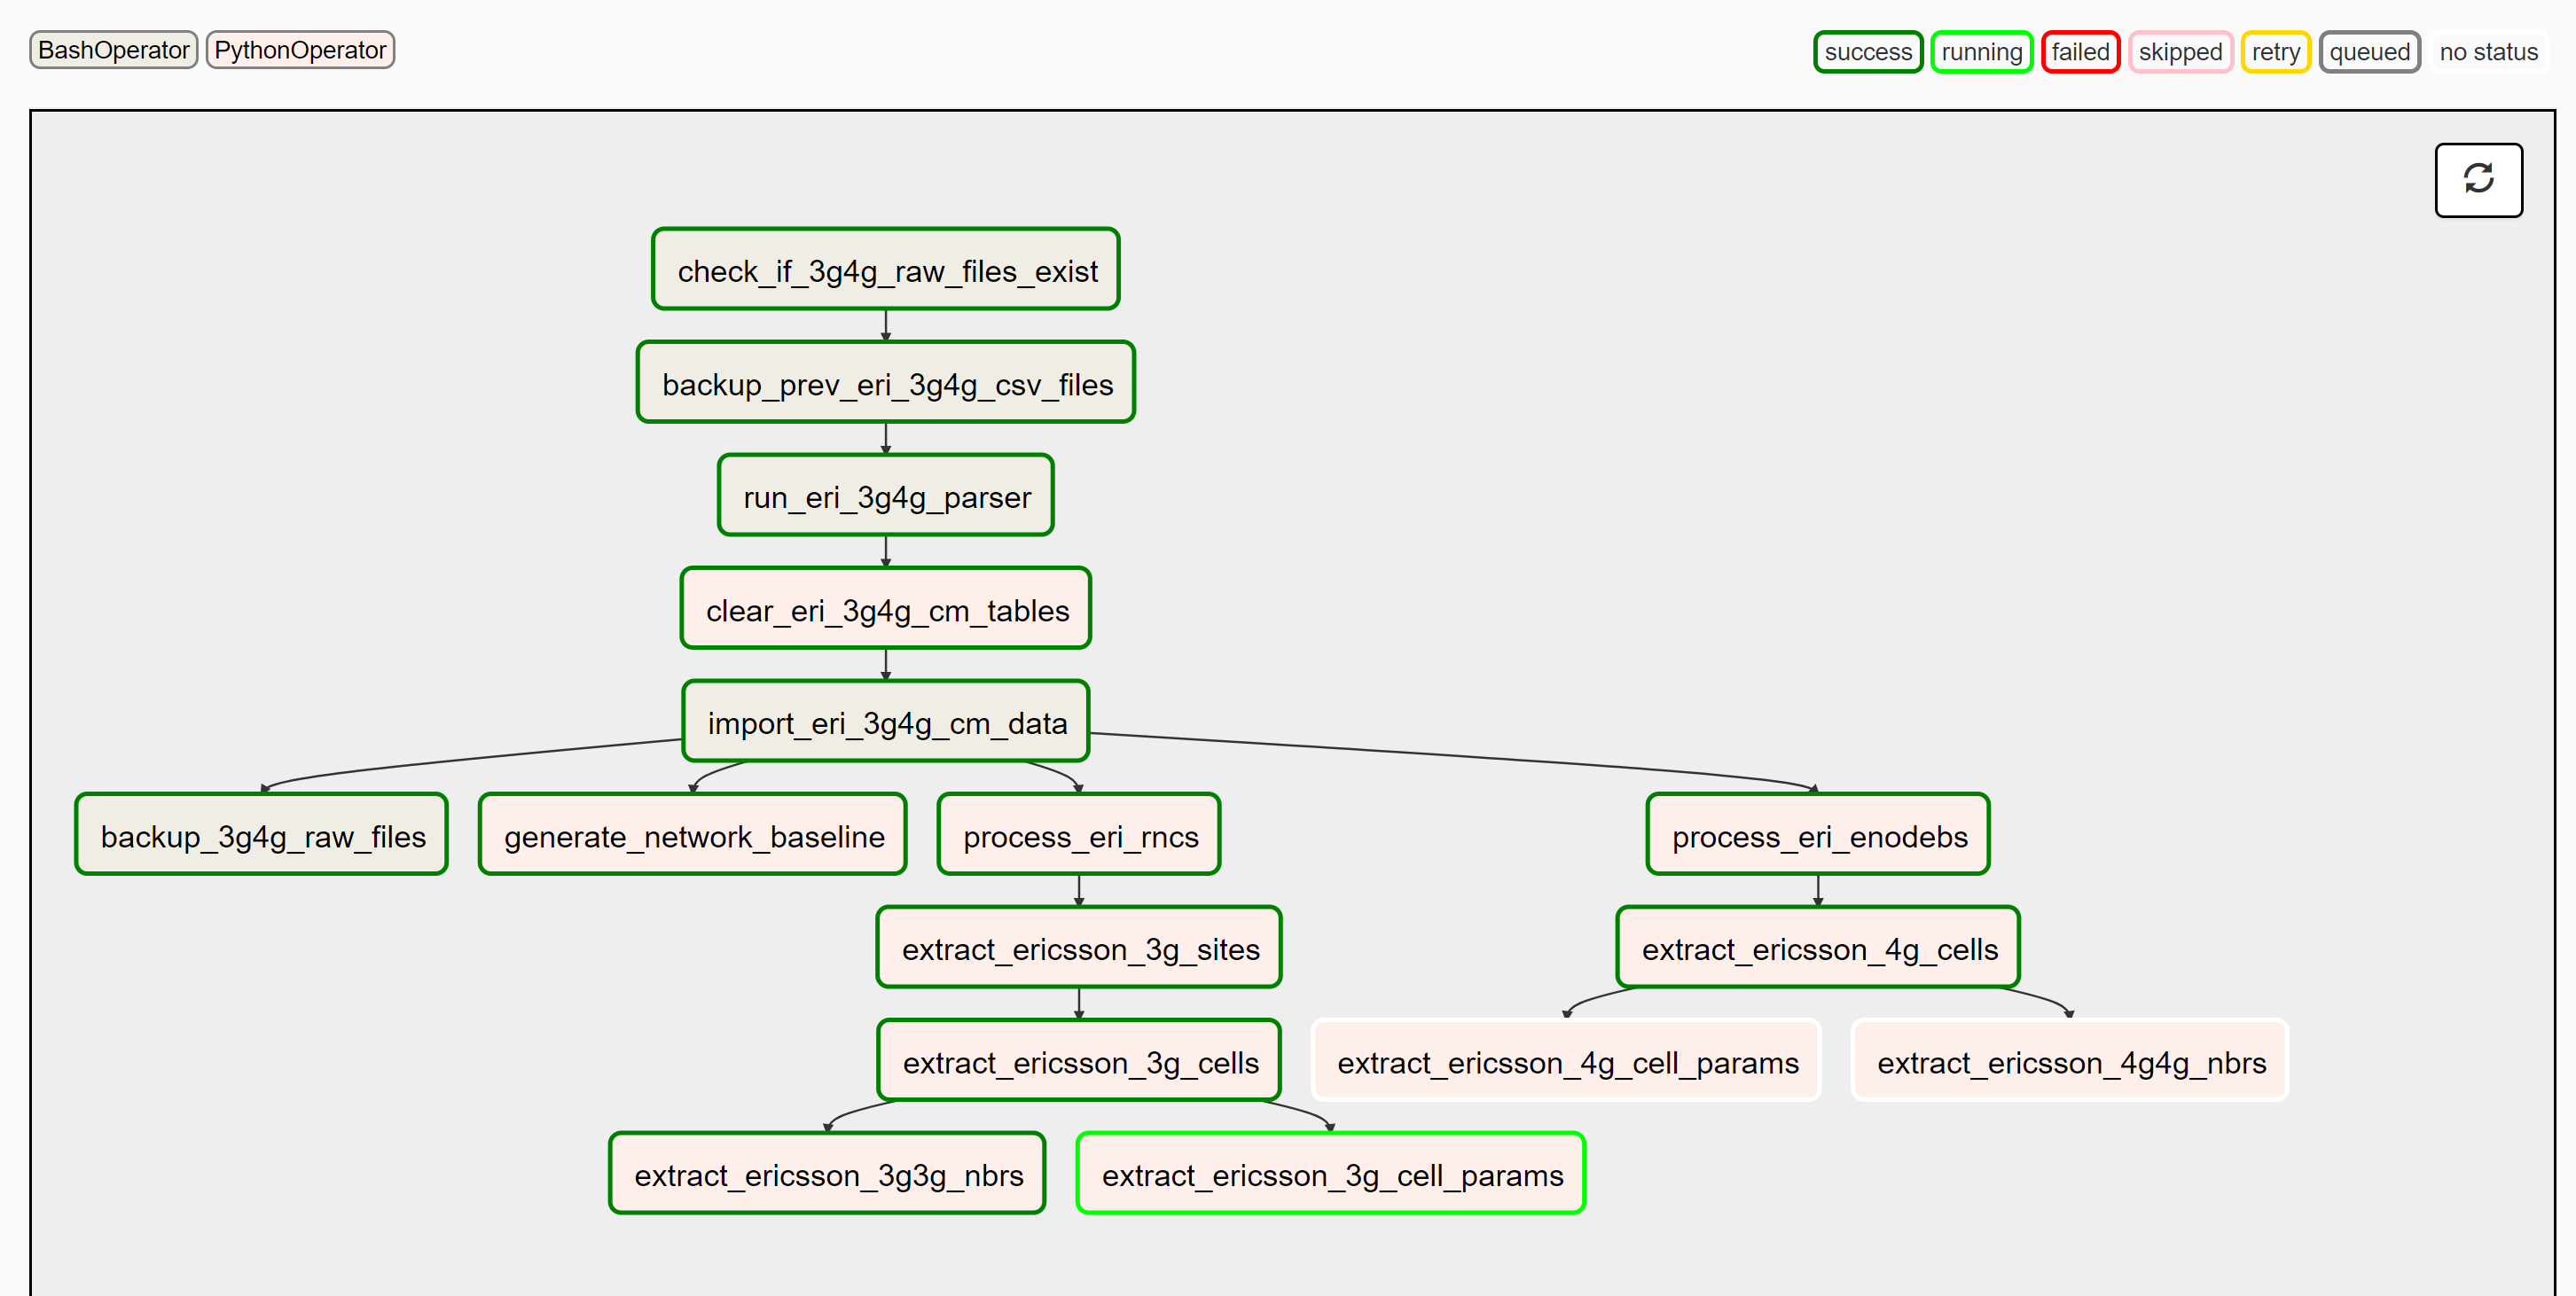 BashOperator PythonOperator success running failed skipped retry queued no status
check_if_3g4g_raw_files_exist
backup_prev_eri_3g4g_csv_files
run_eri_3g4g_parser
clear_eri_3g4g_cm_tables
import_eri_3g4g_cm_data
backup_3g4g_raw_files generate_network_baseline process_eri_rncs process_eri_enodebs
extract_ericsson_3g_sites extract_ericsson_4g_cells
extract_ericsson_3g_cells extract_ericsson_4g_cell_params extract_ericsson_4g4g_nbrs
extract_ericsson_3g3g_nbrs extract_ericsson_3g_cell_params